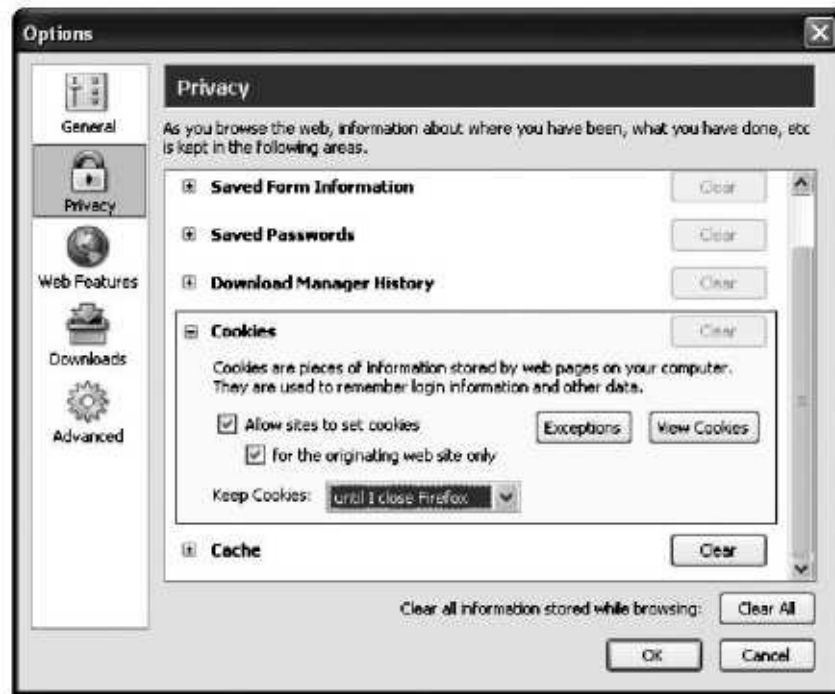 Options
General
Privacy
Web Features
Downloads
Advanced
Privacy
As you browse the web, information about where you have been, what you have done, etc
is kept in the following areas.
Saved Form Information Clear
Saved Passwords Clear
Download Manager History Clear
Cookies Clear
Cookies are pieces of information stored by web pages on your computer.
They are used to remember login information and other data.
Allow sites to set cookies Exceptions View Cookies
for the originating web site only
Keep Cookies: until I close Firefox
Cache Clear
Clear all information stored while browsing: Clear All
OK Cancel